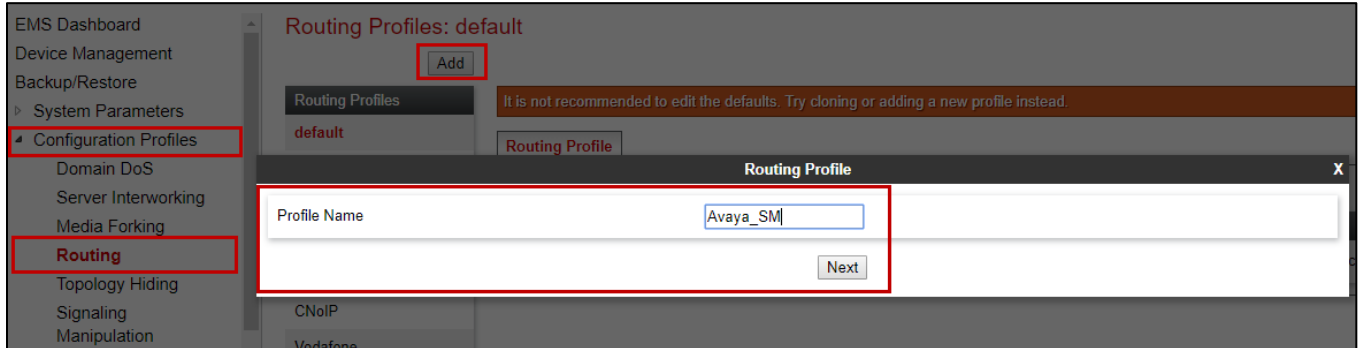 EMS Dashboard
Device Management
Backup/Restore
System Parameters
Configuration Profiles
Domain DoS
Server Interworking
Media Forking
Routing
Topology Hiding
Signaling
Manipulation
Routing Profiles: default
Add
Routing Profiles
default
CNoIP
Vodafone
It is not recommended to edit the defaults. Try cloning or adding a new profile instead.
Routing Profile
Routing Profile X
Profile Name Avaya_SM
Next